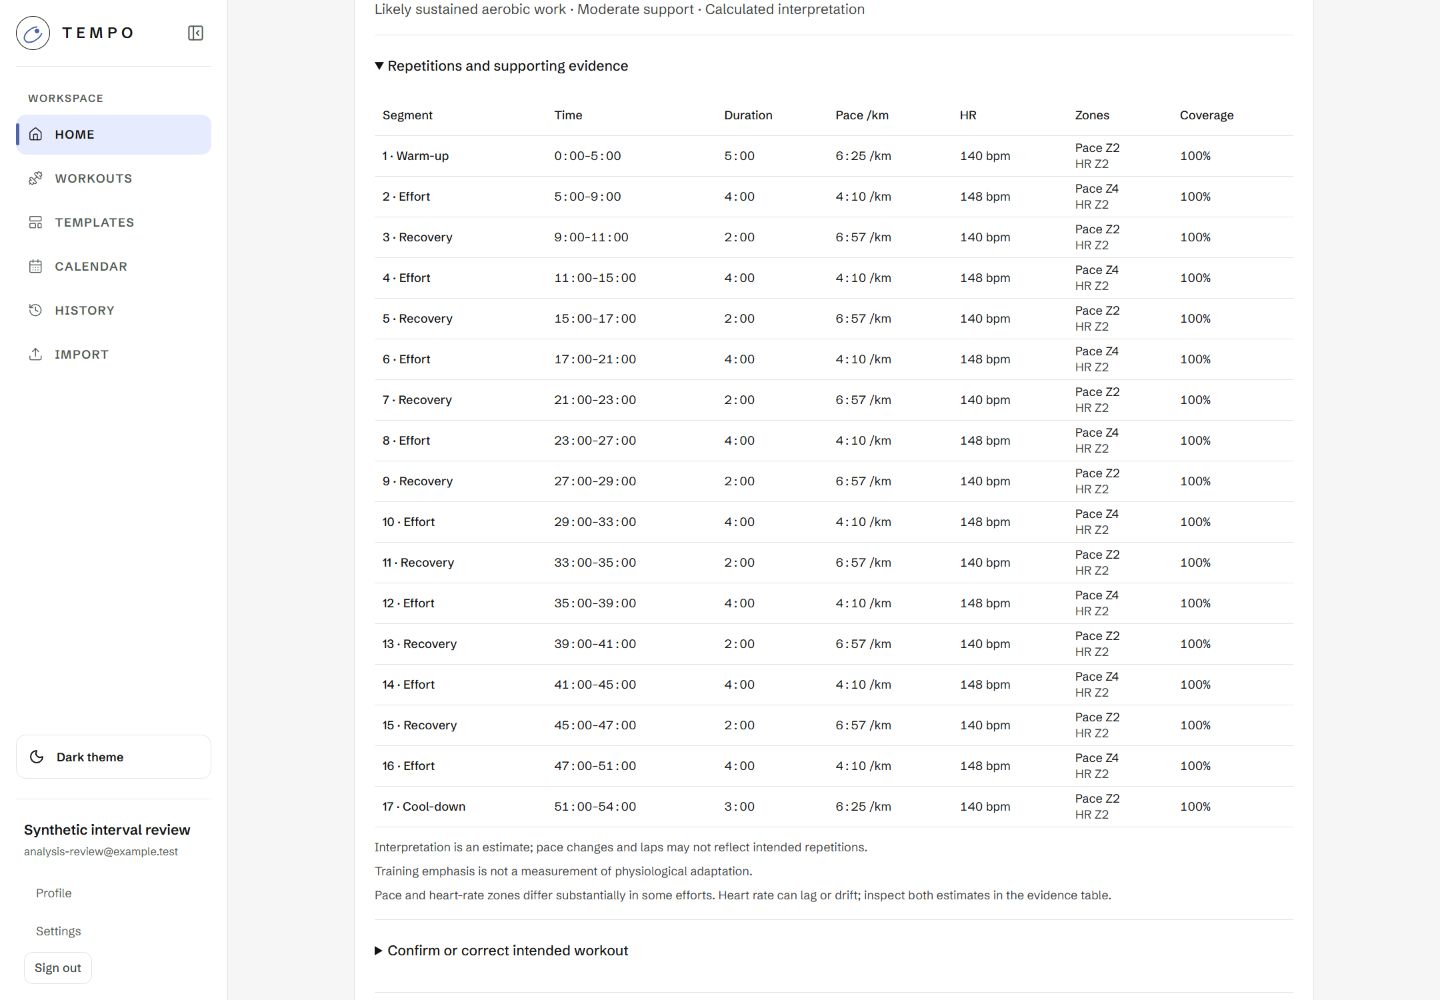 TEMPO
WORKSPACE
HOME
WORKOUTS
TEMPLATES
CALENDAR
HISTORY
IMPORT
Dark theme
Synthetic interval review
analysis-review@example.test
Profile
Settings
Sign out
Likely sustained aerobic work · Moderate support · Calculated interpretation
▼ Repetitions and supporting evidence
Segment Time Duration Pace /km HR Zones Coverage
1 · Warm-up 0:00–5:00 5:00 6:25 /km 140 bpm Pace Z2 HR Z2 100%
2 · Effort 5:00–9:00 4:00 4:10 /km 148 bpm Pace Z4 HR Z2 100%
3 · Recovery 9:00–11:00 2:00 6:57 /km 140 bpm Pace Z2 HR Z2 100%
4 · Effort 11:00–15:00 4:00 4:10 /km 148 bpm Pace Z4 HR Z2 100%
5 · Recovery 15:00–17:00 2:00 6:57 /km 140 bpm Pace Z2 HR Z2 100%
6 · Effort 17:00–21:00 4:00 4:10 /km 148 bpm Pace Z4 HR Z2 100%
7 · Recovery 21:00–23:00 2:00 6:57 /km 140 bpm Pace Z2 HR Z2 100%
8 · Effort 23:00–27:00 4:00 4:10 /km 148 bpm Pace Z4 HR Z2 100%
9 · Recovery 27:00–29:00 2:00 6:57 /km 140 bpm Pace Z2 HR Z2 100%
10 · Effort 29:00–33:00 4:00 4:10 /km 148 bpm Pace Z4 HR Z2 100%
11 · Recovery 33:00–35:00 2:00 6:57 /km 140 bpm Pace Z2 HR Z2 100%
12 · Effort 35:00–39:00 4:00 4:10 /km 148 bpm Pace Z4 HR Z2 100%
13 · Recovery 39:00–41:00 2:00 6:57 /km 140 bpm Pace Z2 HR Z2 100%
14 · Effort 41:00–45:00 4:00 4:10 /km 148 bpm Pace Z4 HR Z2 100%
15 · Recovery 45:00–47:00 2:00 6:57 /km 140 bpm Pace Z2 HR Z2 100%
16 · Effort 47:00–51:00 4:00 4:10 /km 148 bpm Pace Z4 HR Z2 100%
17 · Cool-down 51:00–54:00 3:00 6:25 /km 140 bpm Pace Z2 HR Z2 100%
Interpretation is an estimate; pace changes and laps may not reflect intended repetitions.
Training emphasis is not a measurement of physiological adaptation.
Pace and heart-rate zones differ substantially in some efforts. Heart rate can lag or drift; inspect both estimates in the evidence table.
▶ Confirm or correct intended workout